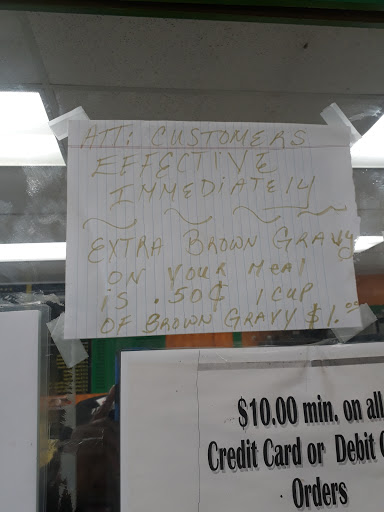 ATT: CUSTOMERS
EFFECTIVE
IMMEDIATELY
EXTRA BROWN GRAVY
ON YOUR MEAL
IS .50¢ 1 CUP
OF BROWN GRAVY $1.00
$10.00 min. on all
Credit Card or Debit C
Orders